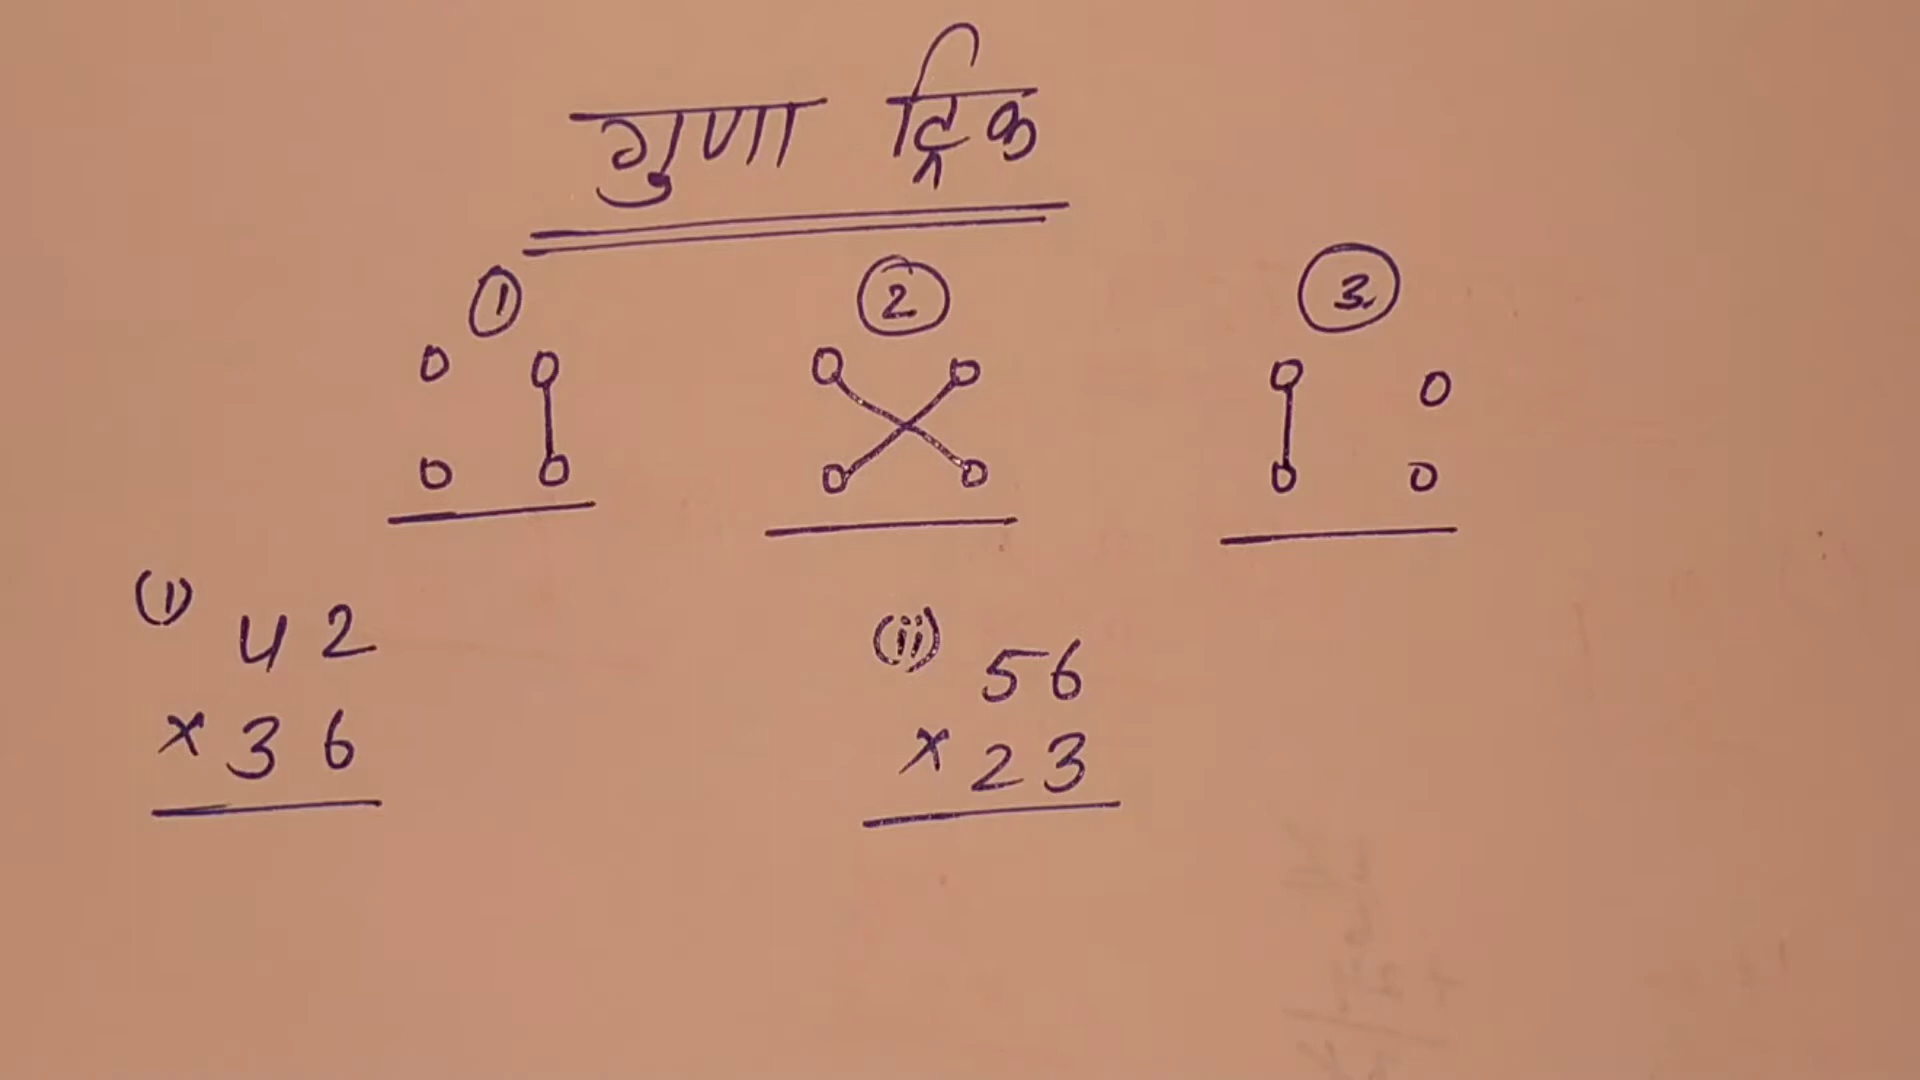 गुणा ट्रिक
① ② ③
(i) 42
× 36
(ii) 56
× 23